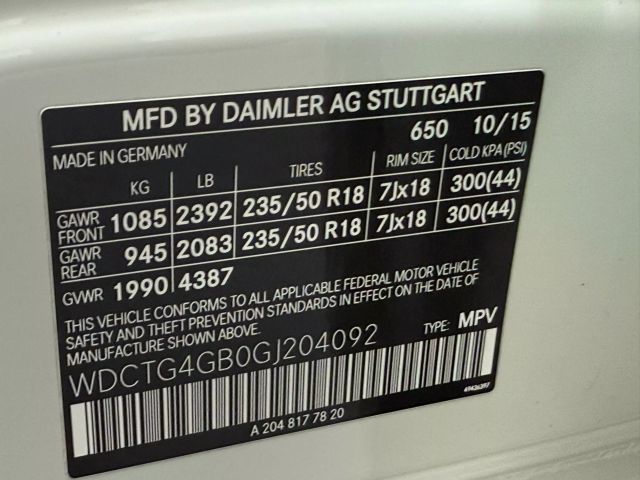 MFD BY DAIMLER AG STUTTGART
650 10/15
MADE IN GERMANY
KG LB TIRES RIM SIZE COLD KPA (PSI)
GAWR FRONT 1085 2392 235/50 R18 7Jx18 300(44)
GAWR REAR 945 2083 235/50 R18 7Jx18 300(44)
GVWR 1990 4387
THIS VEHICLE CONFORMS TO ALL APPLICABLE FEDERAL MOTOR VEHICLE
SAFETY AND THEFT PREVENTION STANDARDS IN EFFECT ON THE DATE OF
MANUFACTURE SHOWN ABOVE.
TYPE: MPV
WDCTG4GB0GJ204092
A 204 817 78 20
49436397